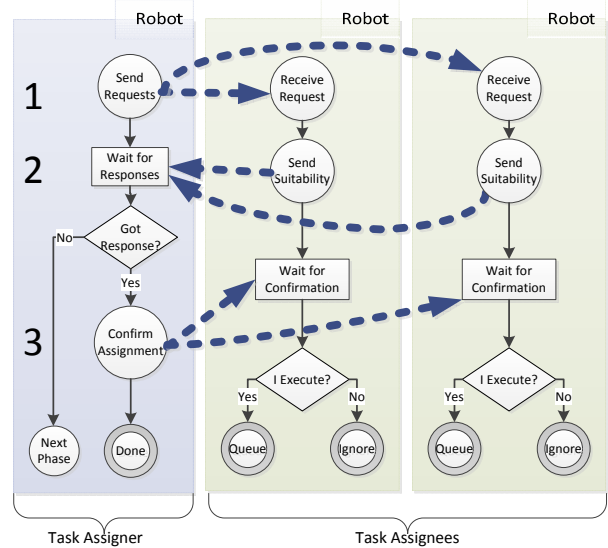 Robot
Robot
Robot
1
Send
Requests
Receive
Request
Receive
Request
2
Wait for
Responses
Send
Suitability
Send
Suitability
Got
Response?
No
Yes
Wait for
Confirmation
Wait for
Confirmation
3
Confirm
Assignment
I Execute?
I Execute?
Yes
No
Yes
No
Next
Phase
Done
Queue
Ignore
Queue
Ignore
Task Assigner
Task Assignees